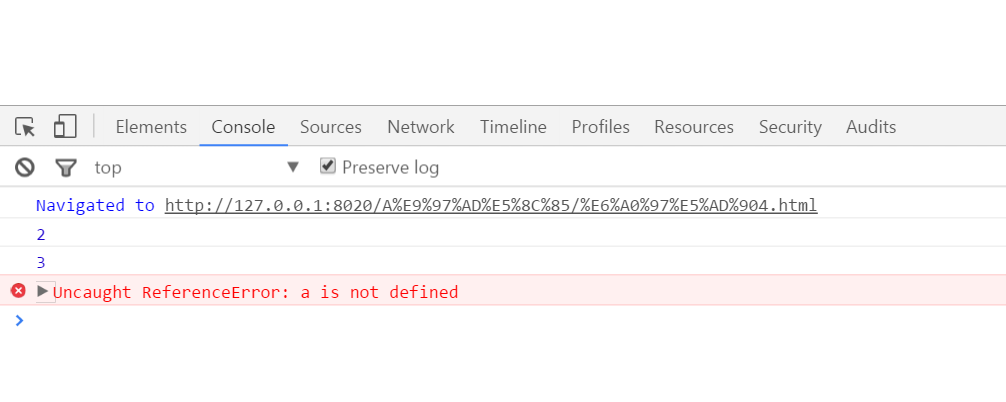 Elements Console Sources Network Timeline Profiles Resources Security Audits
top Preserve log
Navigated to http://127.0.0.1:8020/A%E9%97%AD%E5%8C%85/%E6%A0%97%E5%AD%904.html
2
3
Uncaught ReferenceError: a is not defined